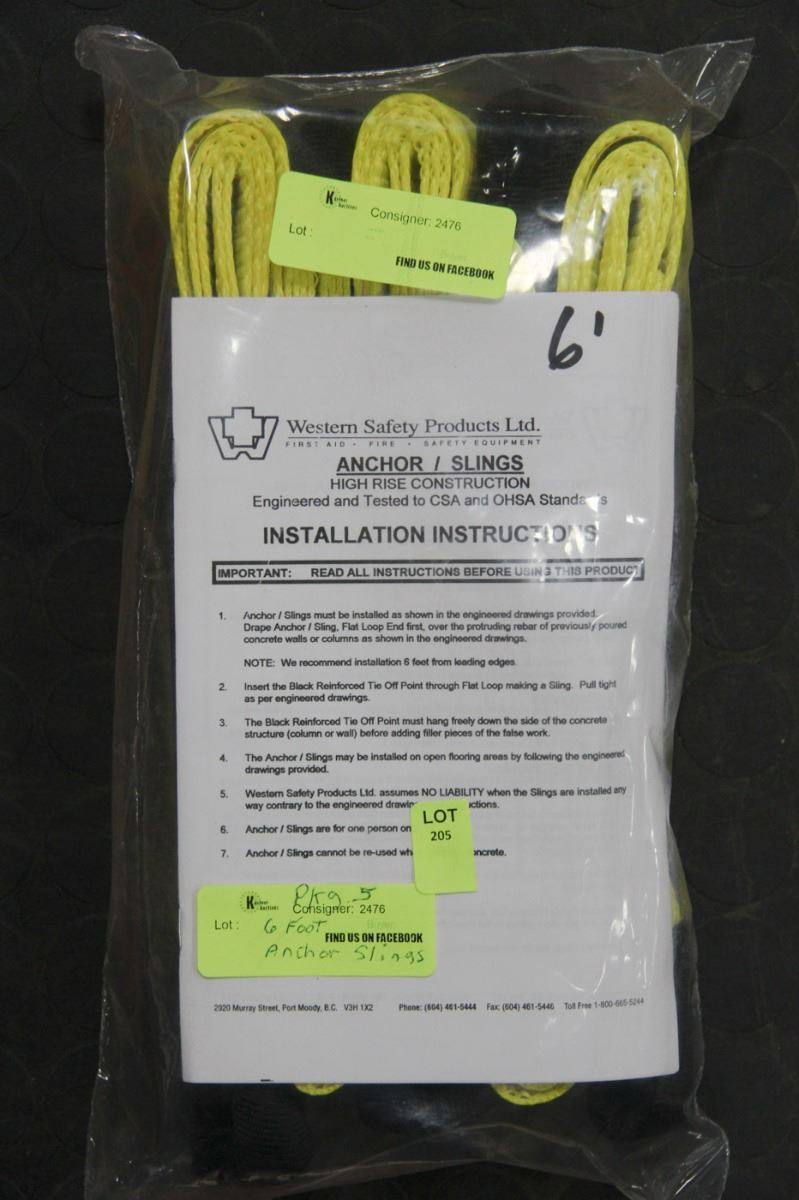 Consigner: 2476
Lot :
FIND US ON FACEBOOK
6'
Western Safety Products Ltd.
FIRST AID - FIRE - SAFETY EQUIPMENT
ANCHOR / SLINGS
HIGH RISE CONSTRUCTION
Engineered and Tested to CSA and OHSA Standards
INSTALLATION INSTRUCTIONS
IMPORTANT: READ ALL INSTRUCTIONS BEFORE USING THIS PRODUCT
1. Anchor / Slings must be installed as shown in the engineered drawings provided.
Drape Anchor / Sling, Flat Loop End first, over the protruding rebar of previously poured
concrete walls or columns as shown in the engineered drawings.
NOTE: We recommend installation 6 feet from leading edges.
2. Insert the Black Reinforced Tie Off Point through Flat Loop making a Sling. Pull tight
as per engineered drawings.
3. The Black Reinforced Tie Off Point must hang freely down the side of the concrete
structure (column or wall) before adding filler pieces of the false work.
4. The Anchor / Slings may be installed on open flooring areas by following the engineered
drawings provided.
5. Western Safety Products Ltd. assumes NO LIABILITY when the Slings are installed any
way contrary to the engineered
6. Anchor / Slings are for one person
7. Anchor / Slings cannot be re-used
LOT
205
Pkg 5
Consigner: 2476
Lot : 6 Foot
FIND US ON FACEBOOK
Anchor Slings
2920 Murray Street, Port Moody, B.C. V3H 1X2 Phone: (604) 461-5444 Fax: (604) 461-5446 Toll Free 1-800-665-5244